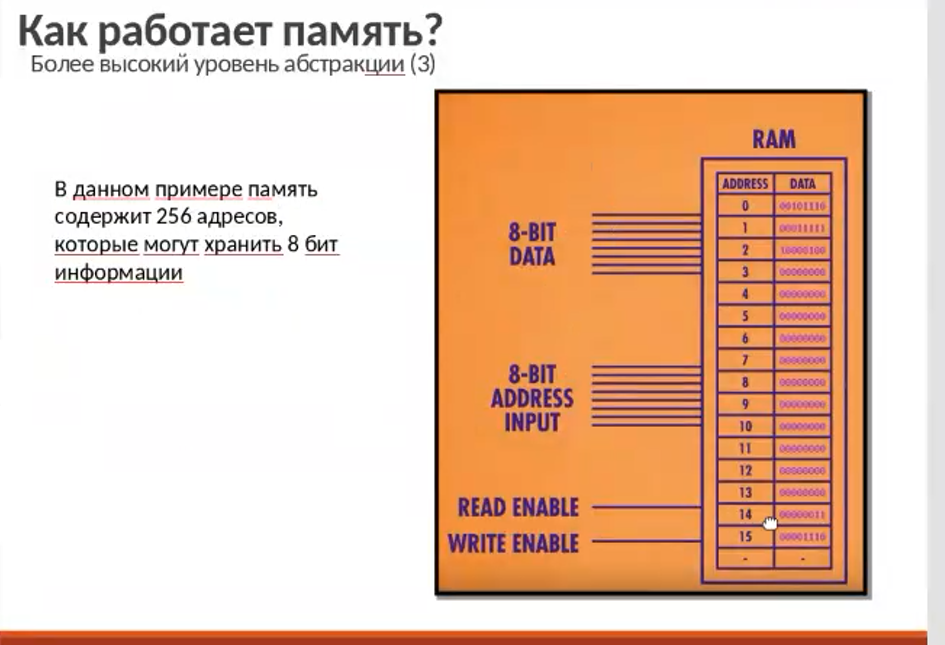 Как работает память?
Более высокий уровень абстракции (3)
В данном примере память
содержит 256 адресов,
которые могут хранить 8 бит
информации
RAM
ADDRESS DATA
0 00101110
1 00011111
2 10000100
3 00000000
4 00000000
5 00000000
6 00000000
7 00000000
8 00000000
9 00000000
10 00000000
11 00000000
12 00000000
13 00000000
14 00000011
15 00001110
- -
8-BIT
DATA
8-BIT
ADDRESS
INPUT
READ ENABLE
WRITE ENABLE